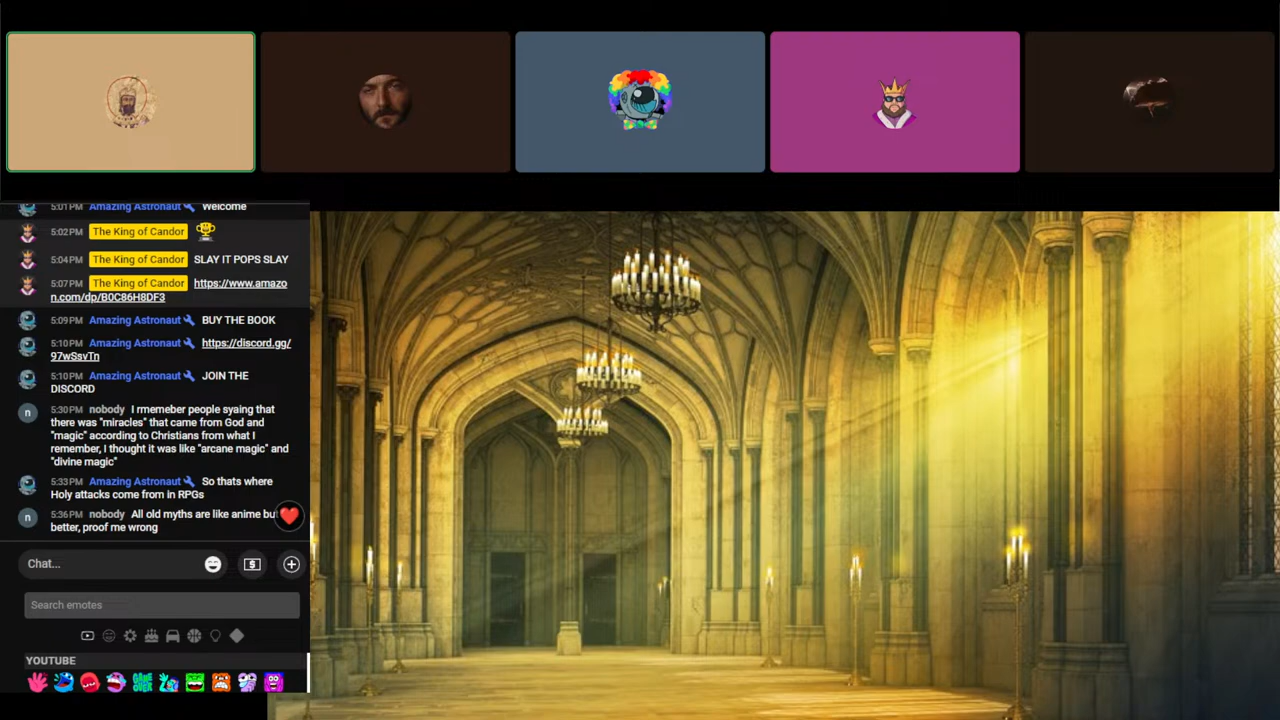 5:01PM Amazing Astronaut Welcome
5:02PM The King of Candor
5:04PM The King of Candor SLAY IT POPS SLAY
5:07PM The King of Candor https://www.amazo
n.com/dp/B0C86H8DF3
5:09PM Amazing Astronaut BUY THE BOOK
5:10PM Amazing Astronaut https://discord.gg/
97wSsvTn
5:10PM Amazing Astronaut JOIN THE
DISCORD
n 5:30PM nobody I rmemeber people syaing that
there was "miracles" that came from God and
"magic" according to Christians from what I
remember, I thought it was like "arcane magic" and
"divine magic"
5:33PM Amazing Astronaut So thats where
Holy attacks come from in RPGs
n 5:36PM nobody All old myths are like anime but
better, proof me wrong
Chat...
Search emotes
YOUTUBE
GAME OVER